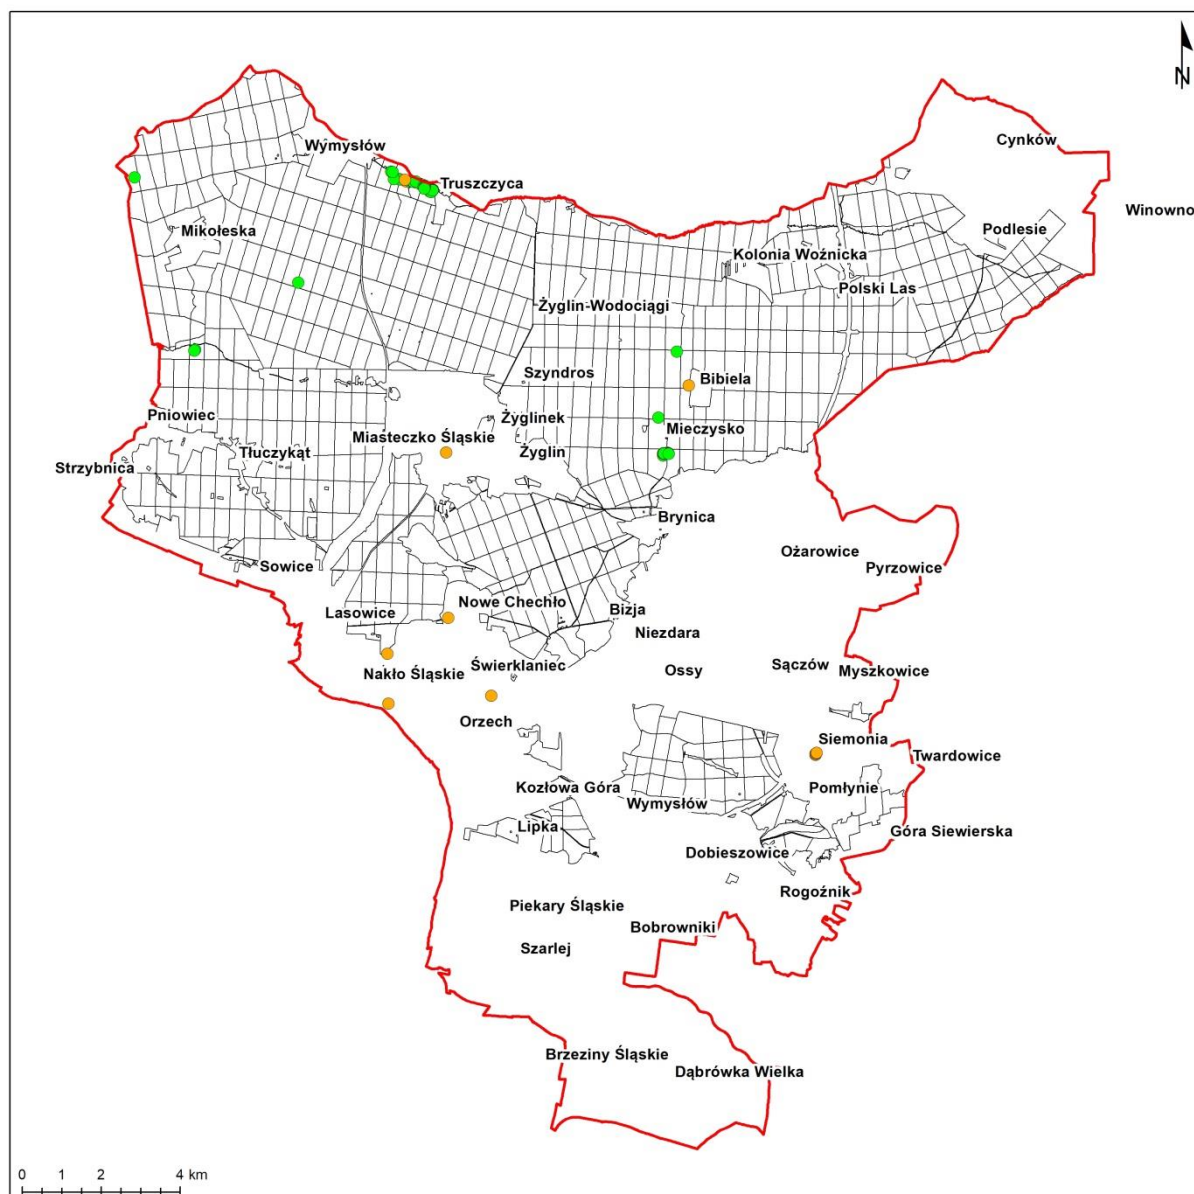 N
Cynków
Wymysłów
Truszczyca
Winowno
Mikołeska
Podlesie
Kolonia Woźnicka
Polski Las
Żyglin-Wodociągi
Szyndros
Bibiela
Pniowiec
Żyglinek
Mieczysko
Miasteczko Śląskie
Tłuczykąt
Żyglin
Strzybnica
Brynica
Ożarowice
Sowice
Pyrzowice
Nowe Chechło
Lasowice
Bizja
Niezdara
Nakło Śląskie
Świerklaniec
Ossy
Sączów
Myszkowice
Orzech
Siemonia
Twardowice
Kozłowa Góra
Pomłynie
Wymysłów
Lipka
Góra Siewierska
Dobieszowice
Rogoźnik
Piekary Śląskie
Bobrowniki
Szarlej
Brzeziny Śląskie
Dąbrówka Wielka
0 1 2 4 km